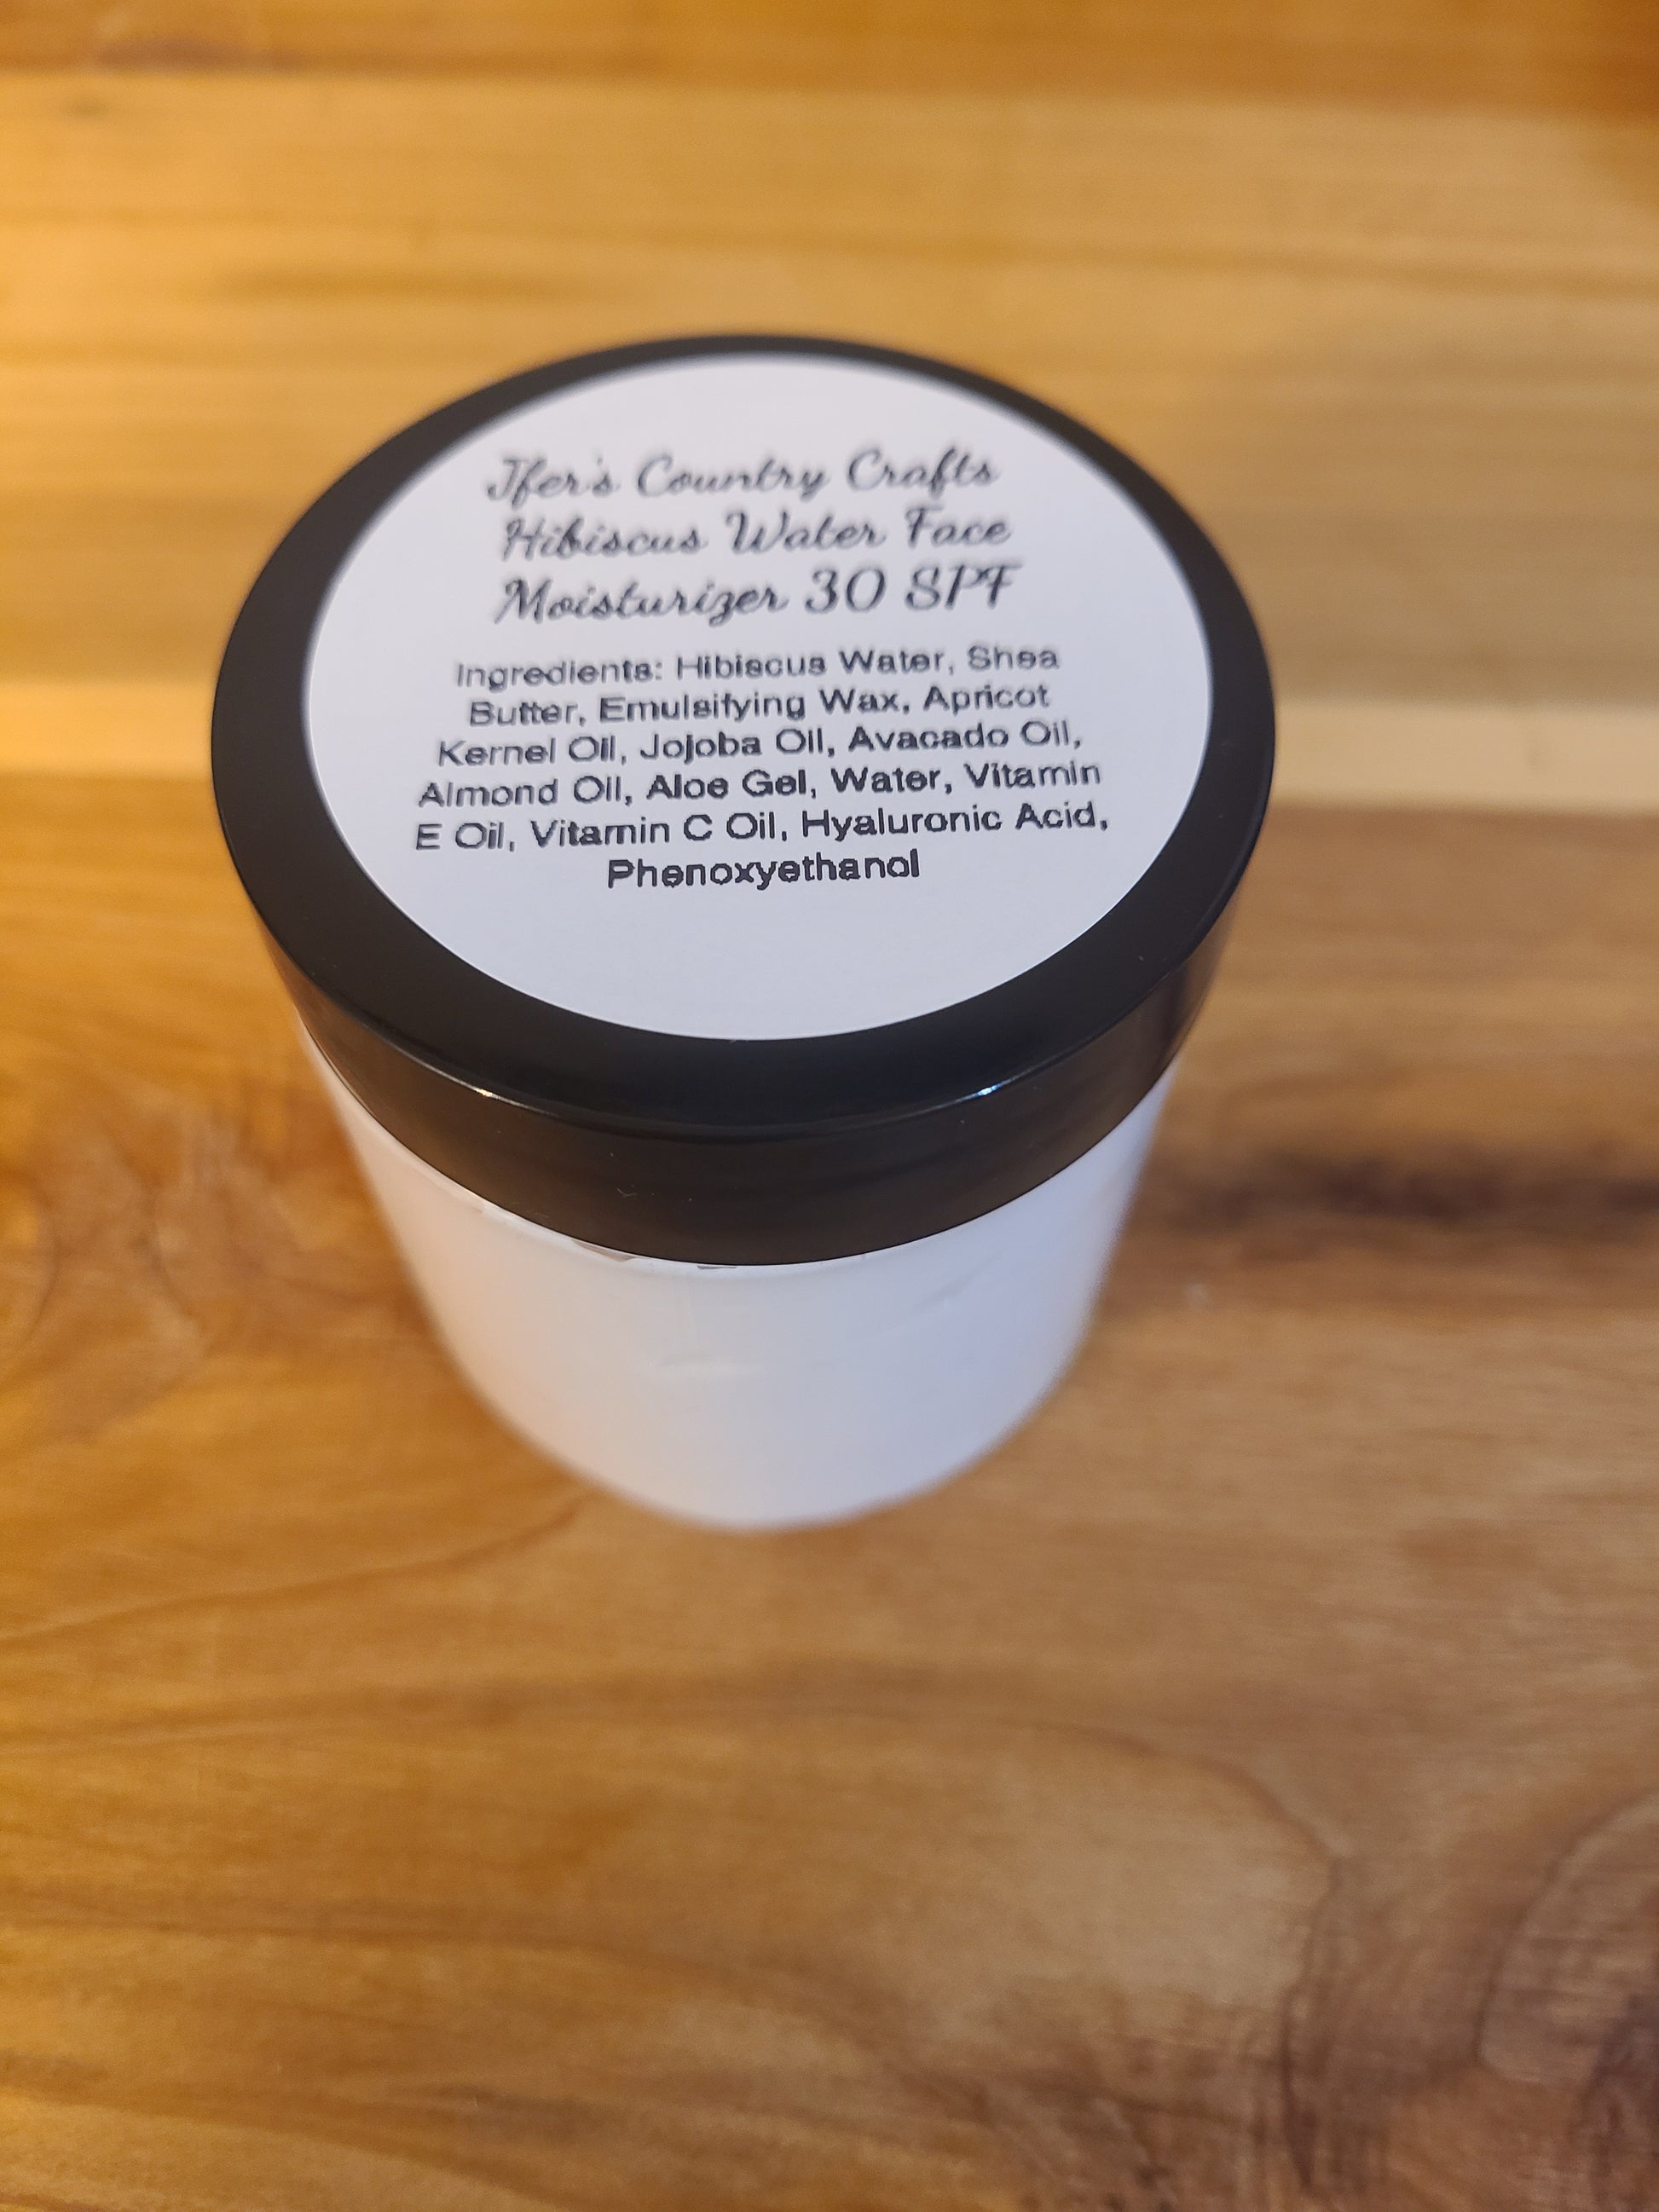 Jfer's Country Crafts
Hibiscus Water Face
Moisturizer 30 SPF
Ingredients: Hibiscus Water, Shea
Butter, Emulsifying Wax, Apricot
Kernel Oil, Jojoba Oil, Avacado Oil,
Almond Oil, Aloe Gel, Water, Vitamin
E Oil, Vitamin C Oil, Hyaluronic Acid,
Phenoxyethanol